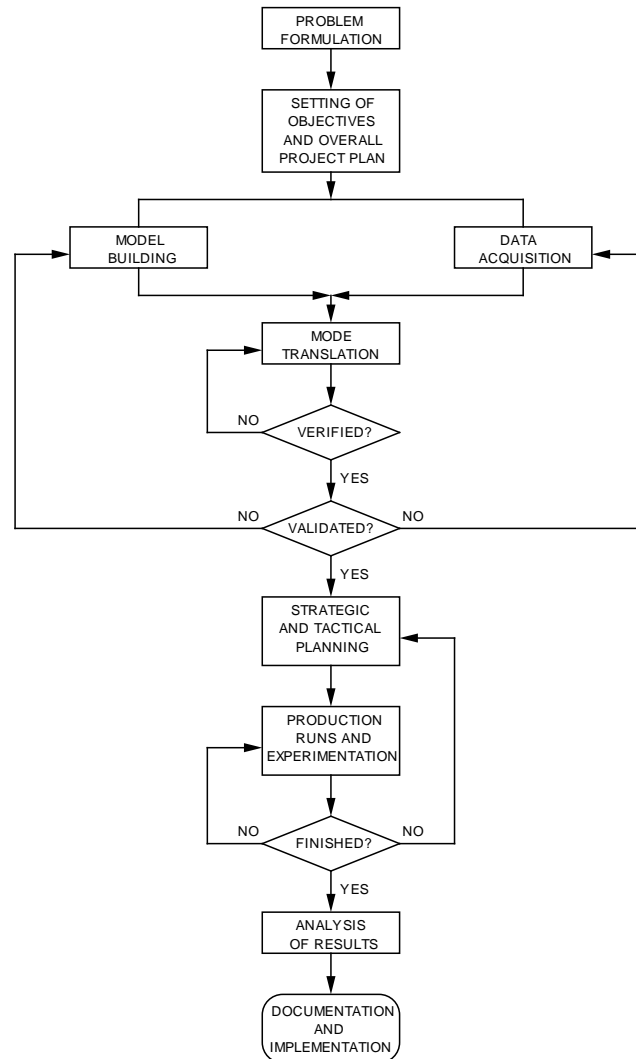 PROBLEM
FORMULATION
SETTING OF
OBJECTIVES
AND OVERALL
PROJECT PLAN
MODEL
BUILDING
DATA
ACQUISITION
MODE
TRANSLATION
NO
VERIFIED?
YES
NO
VALIDATED?
NO
YES
STRATEGIC
AND TACTICAL
PLANNING
PRODUCTION
RUNS AND
EXPERIMENTATION
NO
FINISHED?
NO
YES
ANALYSIS
OF RESULTS
DOCUMENTATION
AND
IMPLEMENTATION